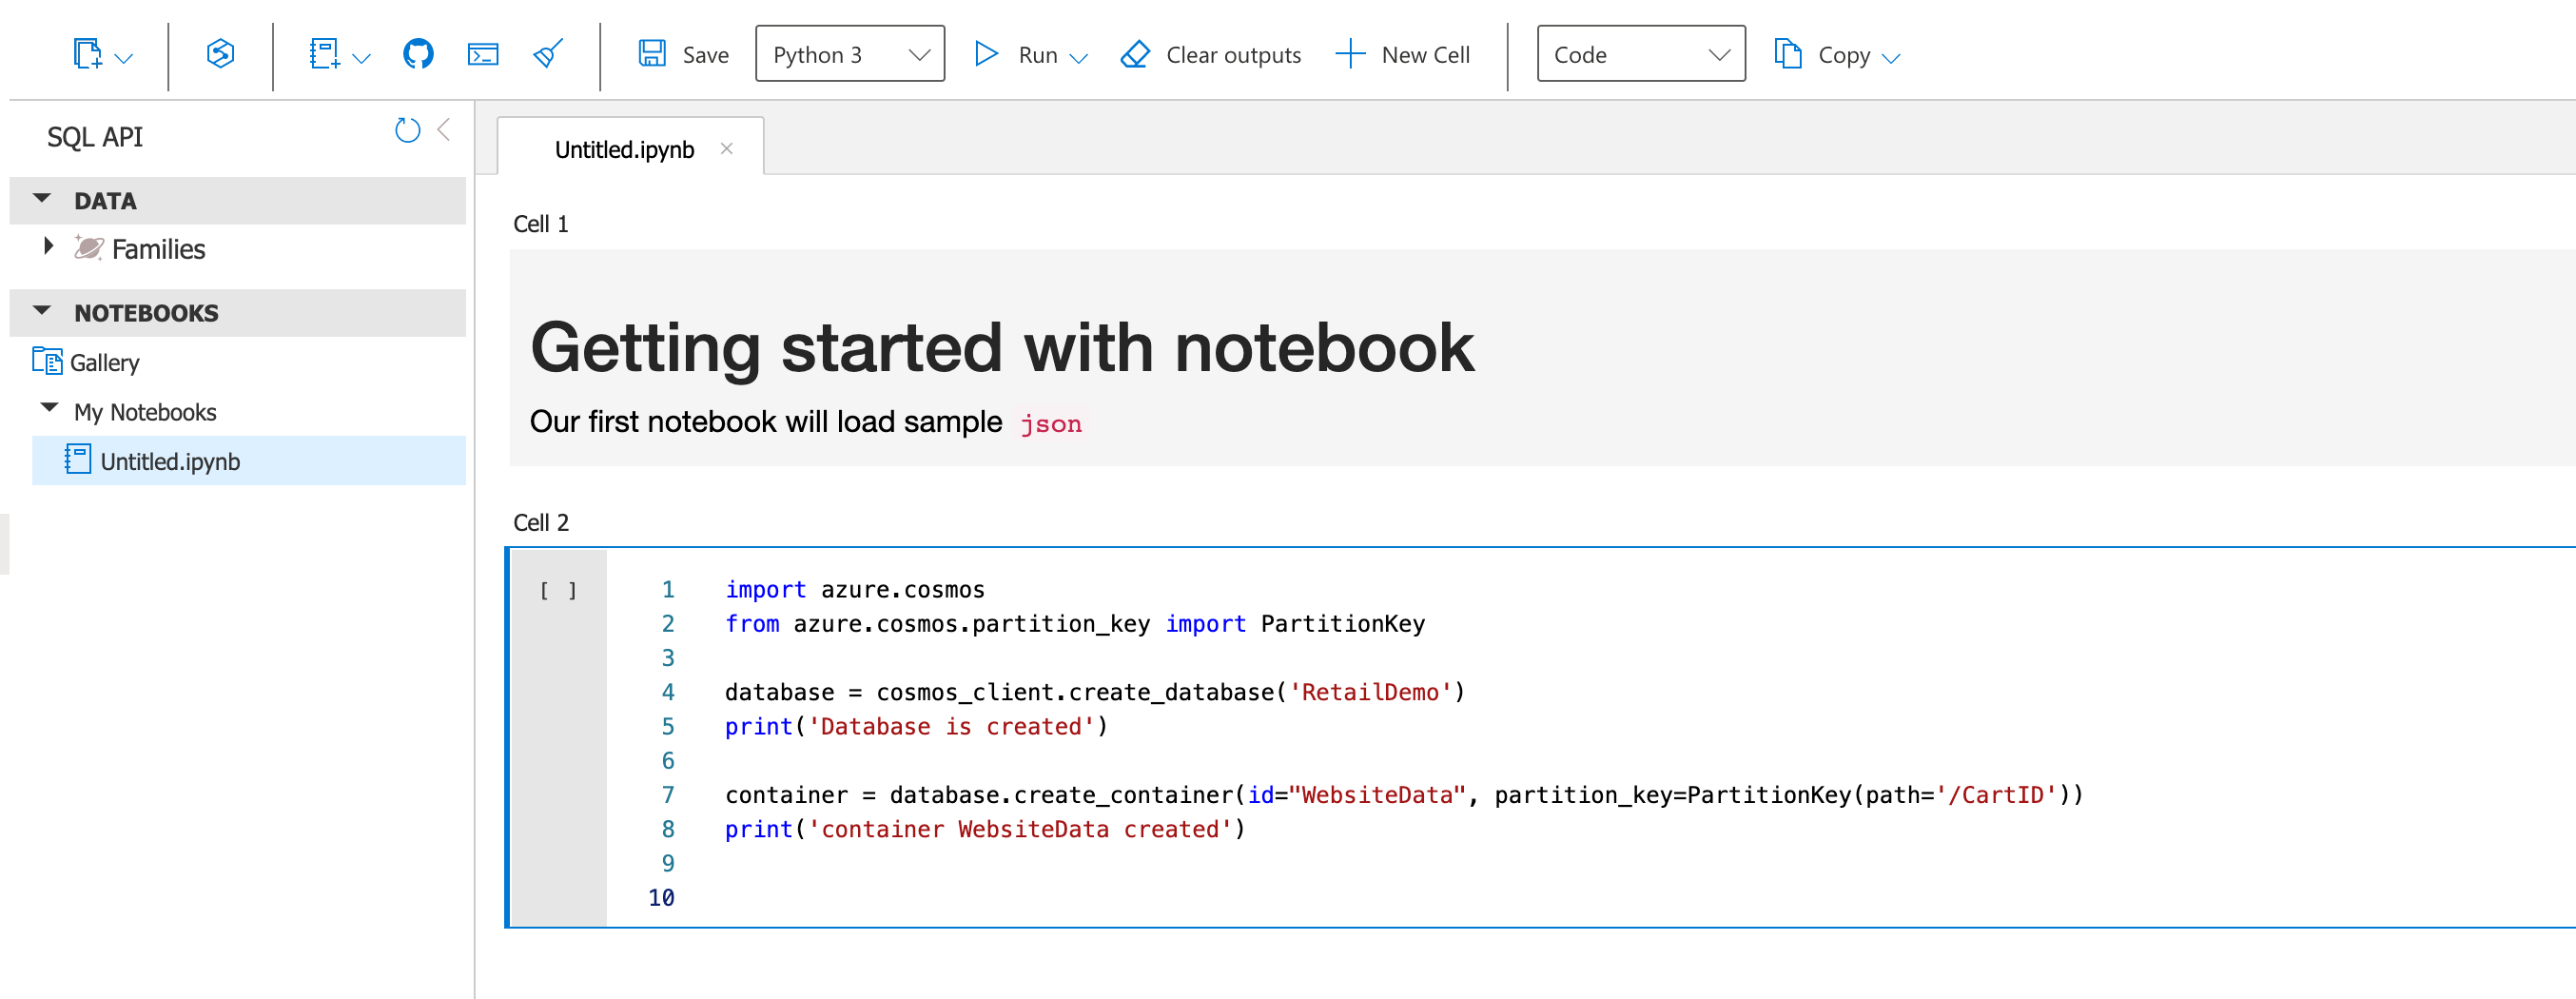 Save Python 3 Run Clear outputs New Cell Code Copy
SQL API
DATA
Families
NOTEBOOKS
Gallery
My Notebooks
Untitled.ipynb
Untitled.ipynb ×
Cell 1
Getting started with notebook
Our first notebook will load sample json
Cell 2
[ ]
1 import azure.cosmos
2 from azure.cosmos.partition_key import PartitionKey
3
4 database = cosmos_client.create_database('RetailDemo')
5 print('Database is created')
6
7 container = database.create_container(id="WebsiteData", partition_key=PartitionKey(path='/CartID'))
8 print('container WebsiteData created')
9
10